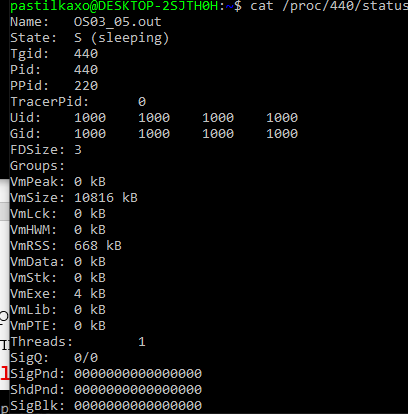 pastilkaxo@DESKTOP-2SJTH0H:~$ cat /proc/440/status
Name:   OS03_05.out
State:  S (sleeping)
Tgid:   440
Pid:    440
PPid:   220
TracerPid:      0
Uid:    1000    1000    1000    1000
Gid:    1000    1000    1000    1000
FDSize: 3
Groups:
VmPeak: 0 kB
VmSize: 10816 kB
VmLck:  0 kB
VmHWM:  0 kB
VmRSS:  668 kB
VmData: 0 kB
VmStk:  0 kB
VmExe:  4 kB
VmLib:  0 kB
VmPTE:  0 kB
Threads:        1
SigQ:   0/0
SigPnd: 0000000000000000
ShdPnd: 0000000000000000
SigBlk: 0000000000000000